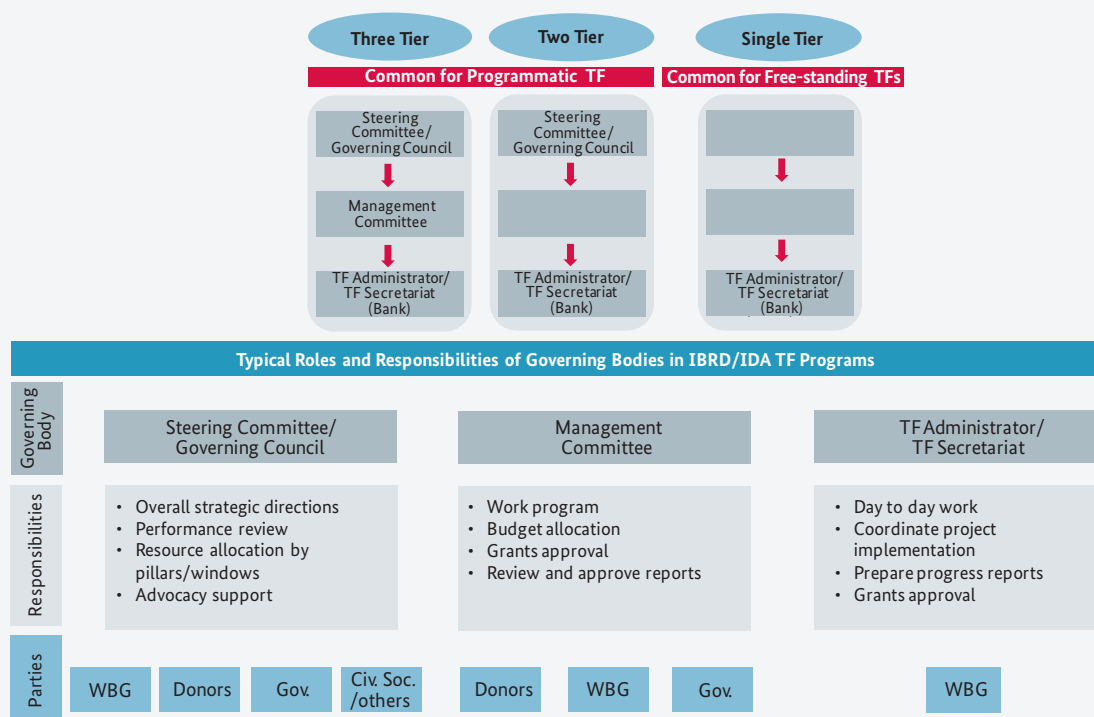 Three Tier
Two Tier
Single Tier
Common for Programmatic TF
Common for Free-standing TFs
Steering
Committee/
Governing Council
Management
Committee
TF Administrator/
TF Secretariat
(Bank)
Steering
Committee/
Governing Council
TF Administrator/
TF Secretariat
(Bank)
TF Administrator/
TF Secretariat
(Bank)
Typical Roles and Responsibilities of Governing Bodies in IBRD/IDA TF Programs
Governing
Body
Steering Committee/
Governing Council
Management
Committee
TF Administrator/
TF Secretariat
Responsibilities
• Overall strategic directions
• Performance review
• Resource allocation by
pillars/windows
• Advocacy support
• Work program
• Budget allocation
• Grants approval
• Review and approve reports
• Day to day work
• Coordinate project
implementation
• Prepare progress reports
• Grants approval
Parties
WBG
Donors
Gov.
Civ. Soc.
/others
Donors
WBG
Gov.
WBG